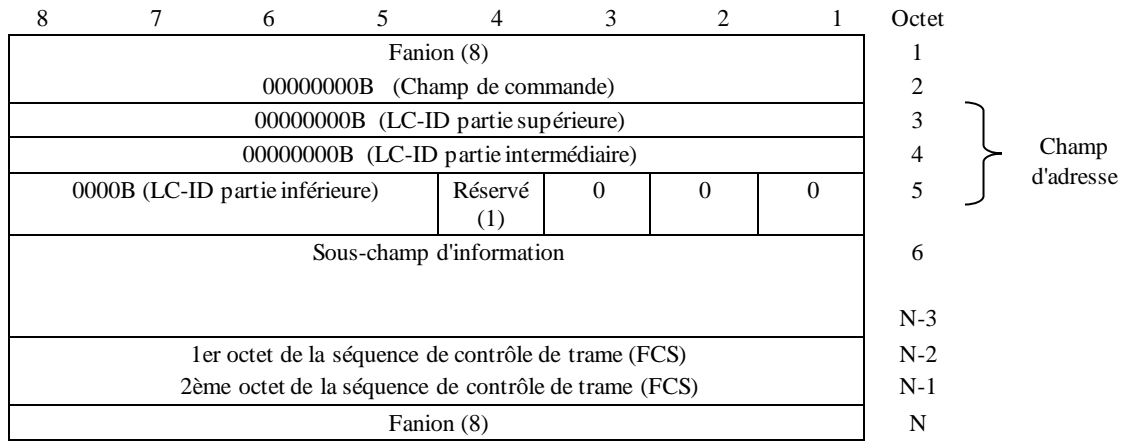 8 7 6 5 4 3 2 1 Octet
Fanion (8) 1
00000000B (Champ de commande) 2
00000000B (LC-ID partie supérieure) 3
00000000B (LC-ID partie intermédiaire) 4
Champ d'adresse
0000B (LC-ID partie inférieure) Réservé (1) 0 0 0 5
Sous-champ d'information 6
N-3
1er octet de la séquence de contrôle de trame (FCS) N-2
2ème octet de la séquence de contrôle de trame (FCS) N-1
Fanion (8) N